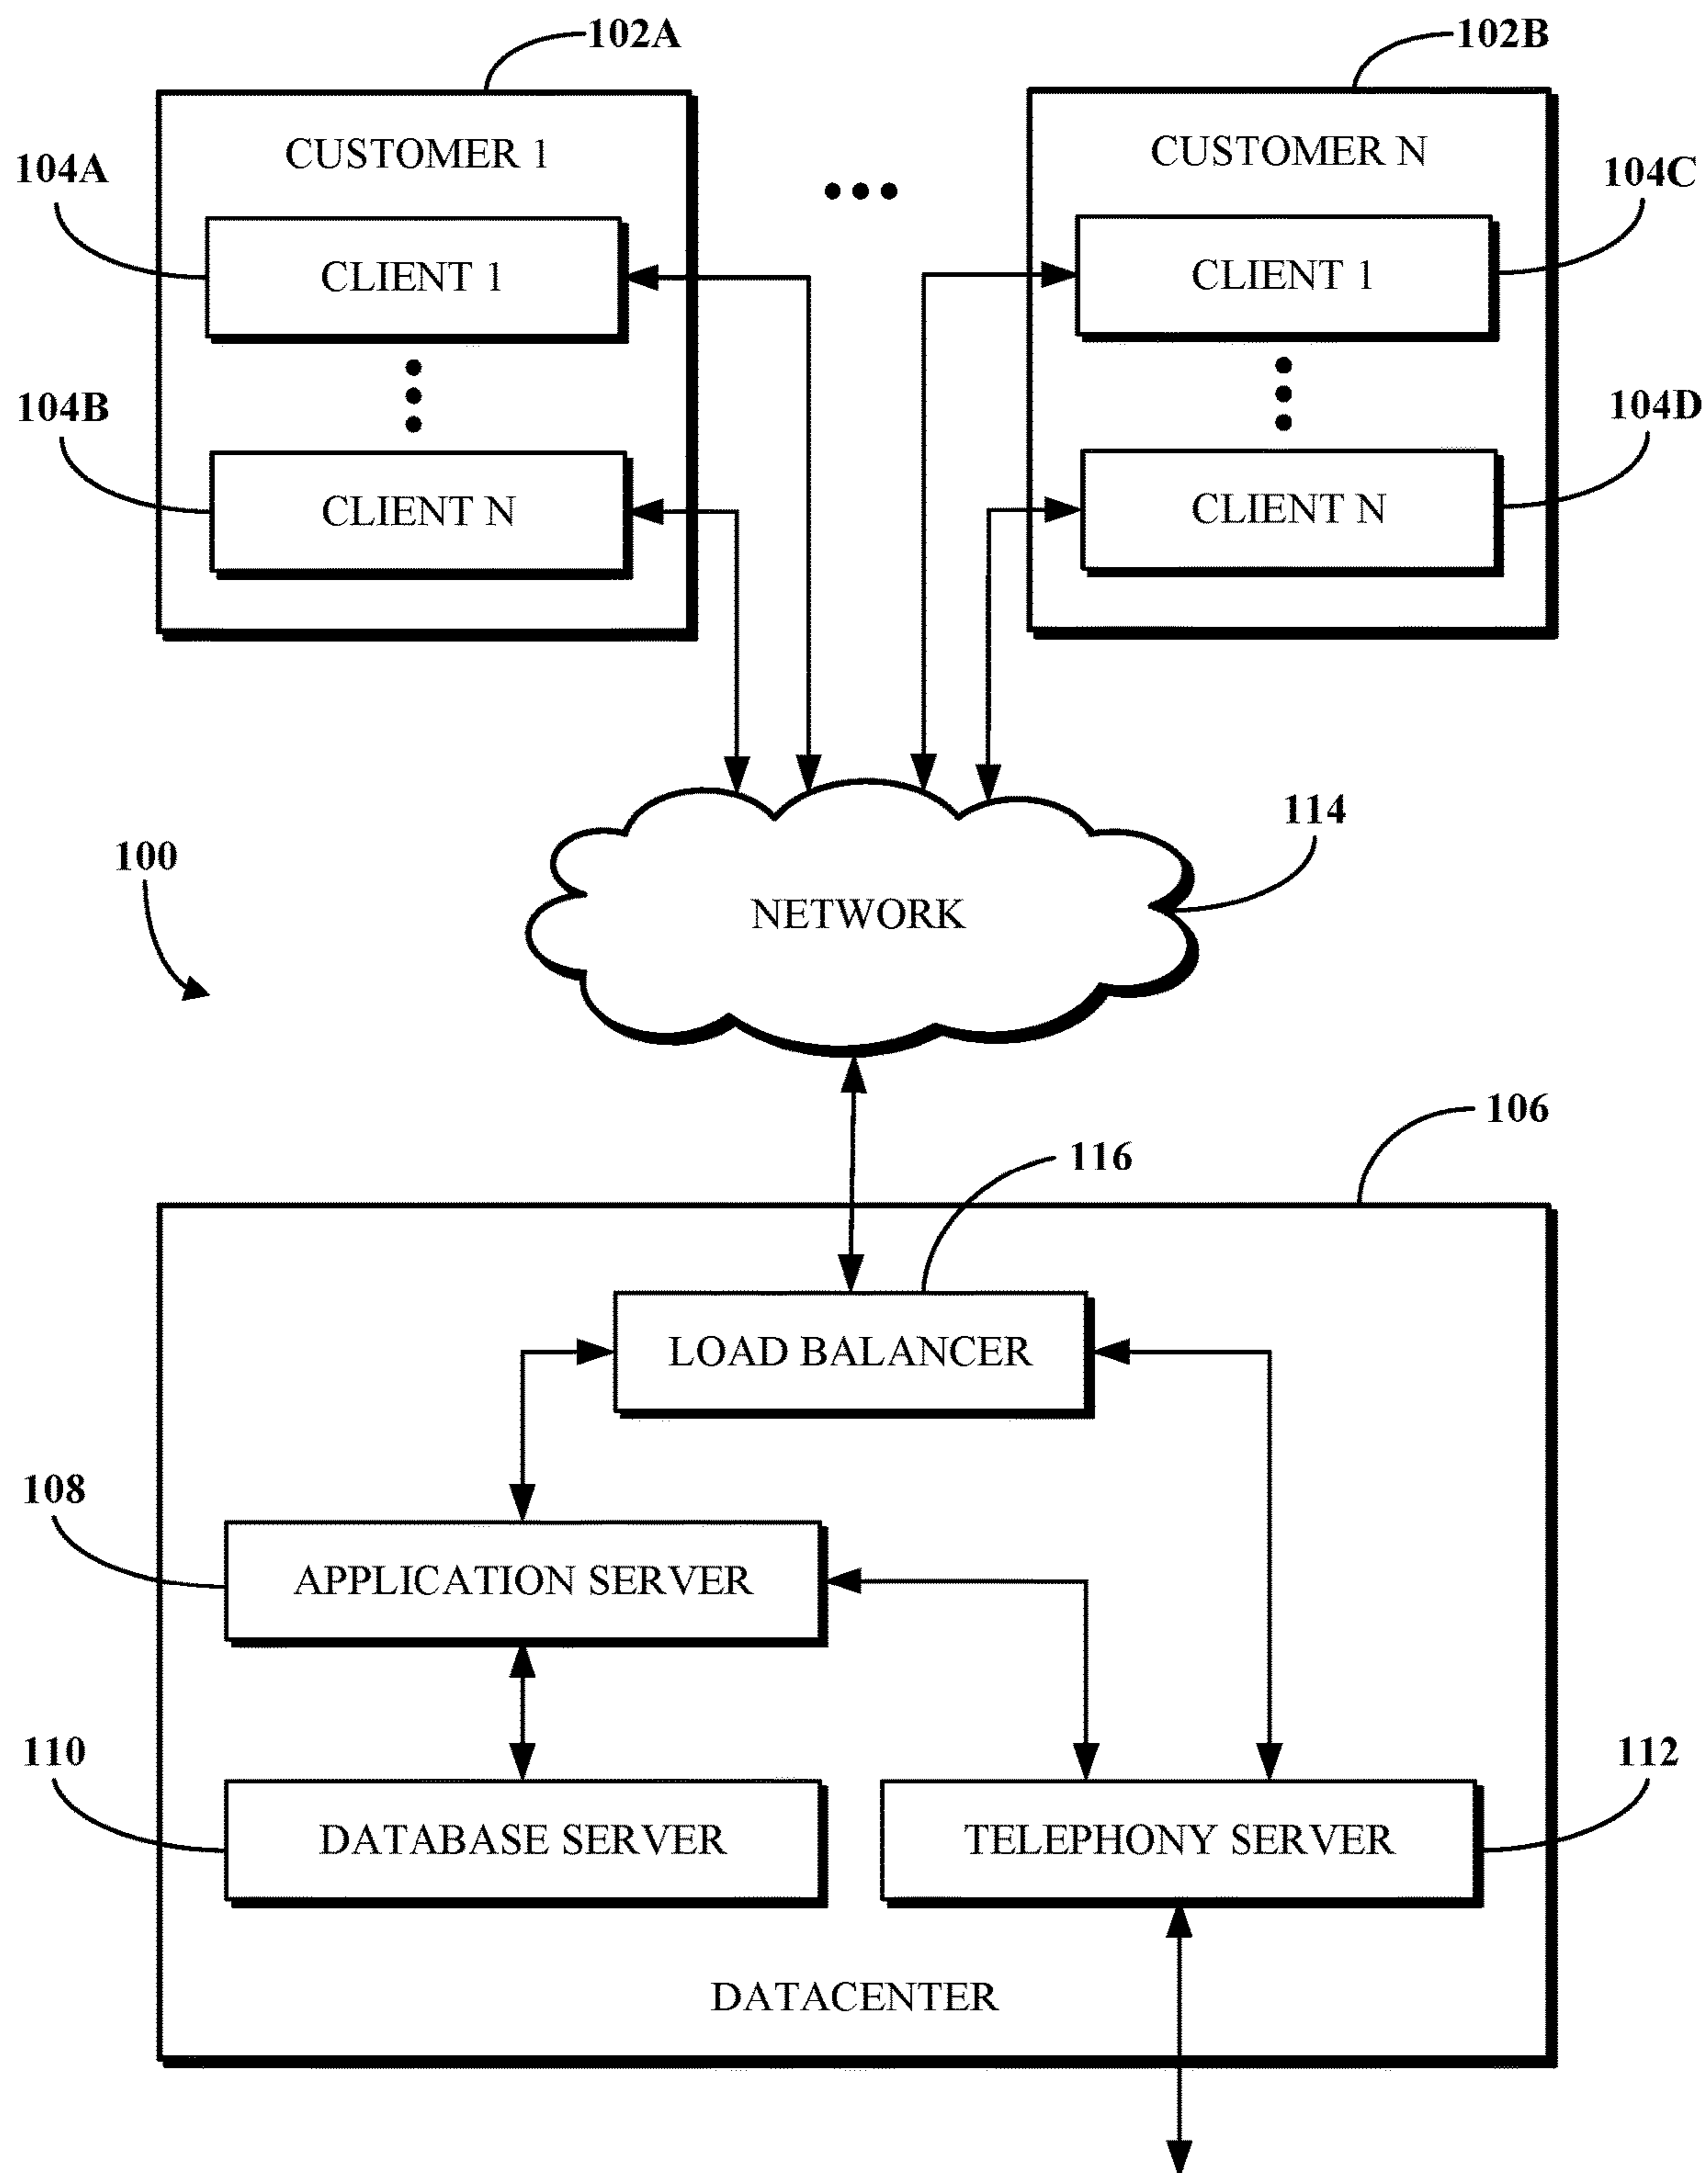 102A
102B
CUSTOMER 1
CUSTOMER N
104A
104C
CLIENT 1
CLIENT 1
104B
104D
CLIENT N
CLIENT N
114
100
NETWORK
106
116
LOAD BALANCER
108
APPLICATION SERVER
110
112
DATABASE SERVER
TELEPHONY SERVER
DATACENTER